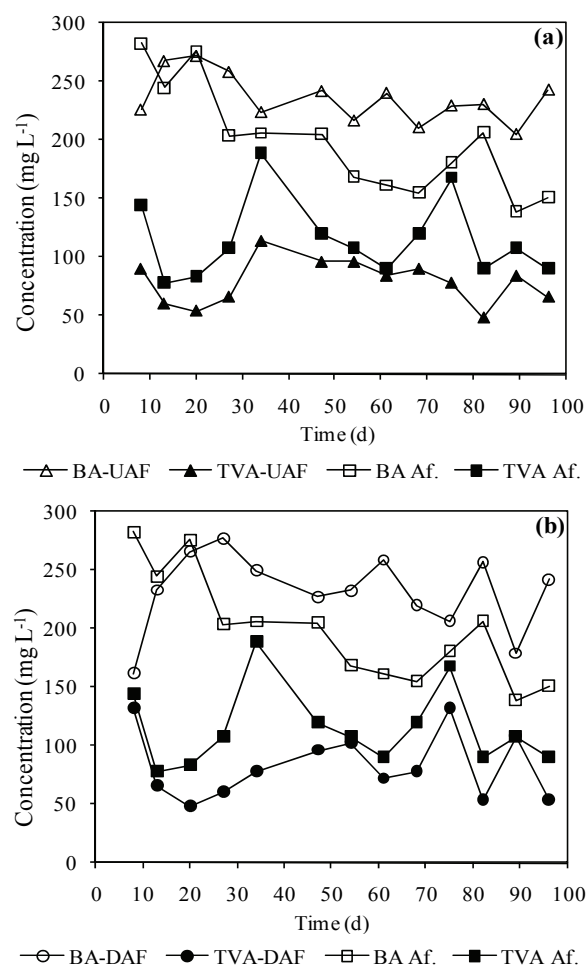 (a)
Concentration (mg L⁻¹)
300
250
200
150
100
50
0
0 10 20 30 40 50 60 70 80 90 100
Time (d)
BA-UAF TVA-UAF BA Af. TVA Af.
(b)
Concentration (mg L⁻¹)
300
250
200
150
100
50
0
0 10 20 30 40 50 60 70 80 90 100
Time (d)
BA-DAF TVA-DAF BA Af. TVA Af.